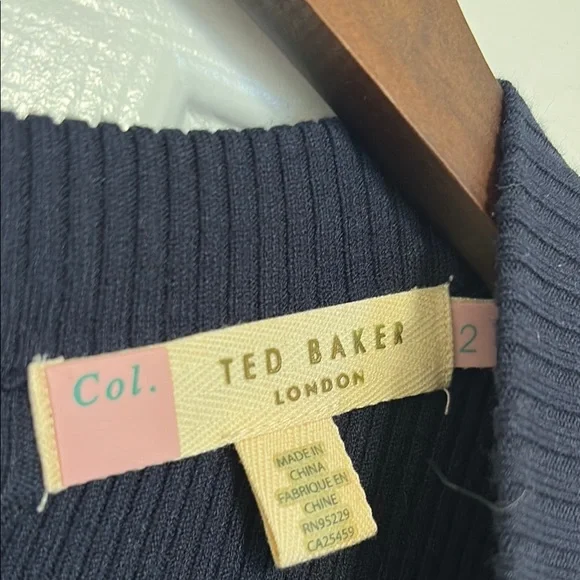 Col.
TED BAKER
LONDON
2
MADE IN
CHINA
FABRIQUE EN
CHINE
RN95229
CA25459